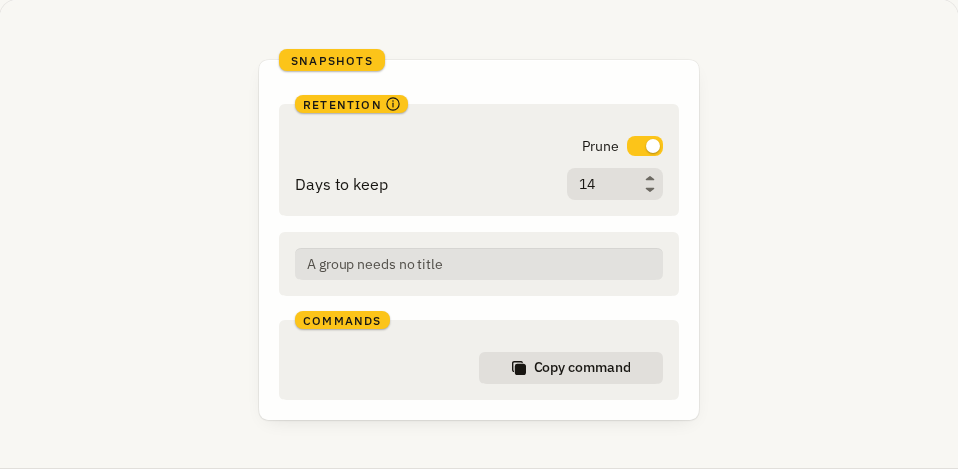 SNAPSHOTS
RETENTION
Prune
Days to keep
14
A group needs no title
COMMANDS
Copy command